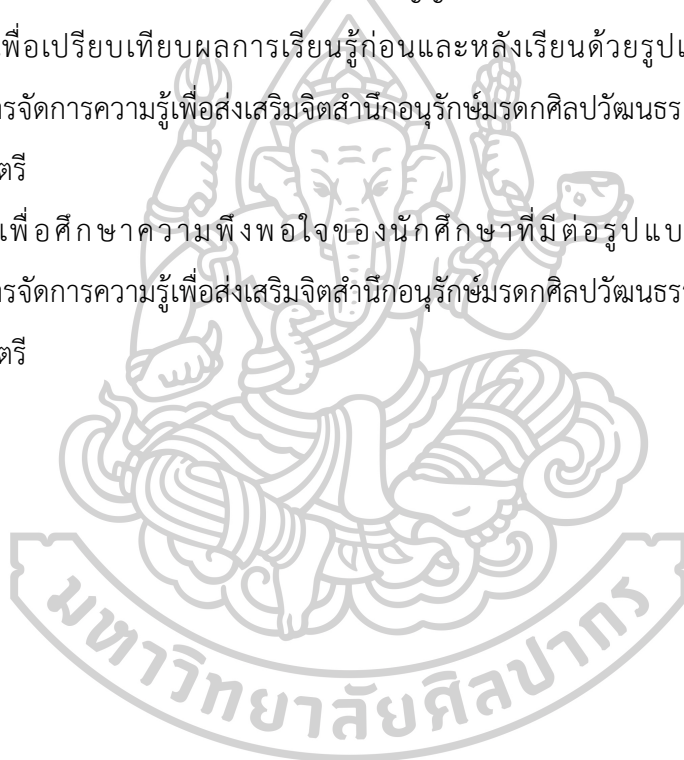 พื่อเปรียบเทียบผลการเรียนรู้ก่อนและหลังเรียนด้วยรูปแ
ารจัดการความรู้เพื่อส่งเสริมจิตสำนึกอนุรักษ์มรดกศิลปวัฒนธร
ตรี
เพื่อศึกษาความพึงพอใจของนักศึกษาที่มีต่อรูปแบ
ารจัดการความรู้เพื่อส่งเสริมจิตสำนึกอนุรักษ์มรดกศิลปวัฒนธร
ตรี
มหาวิทยาลัยศิลปากร